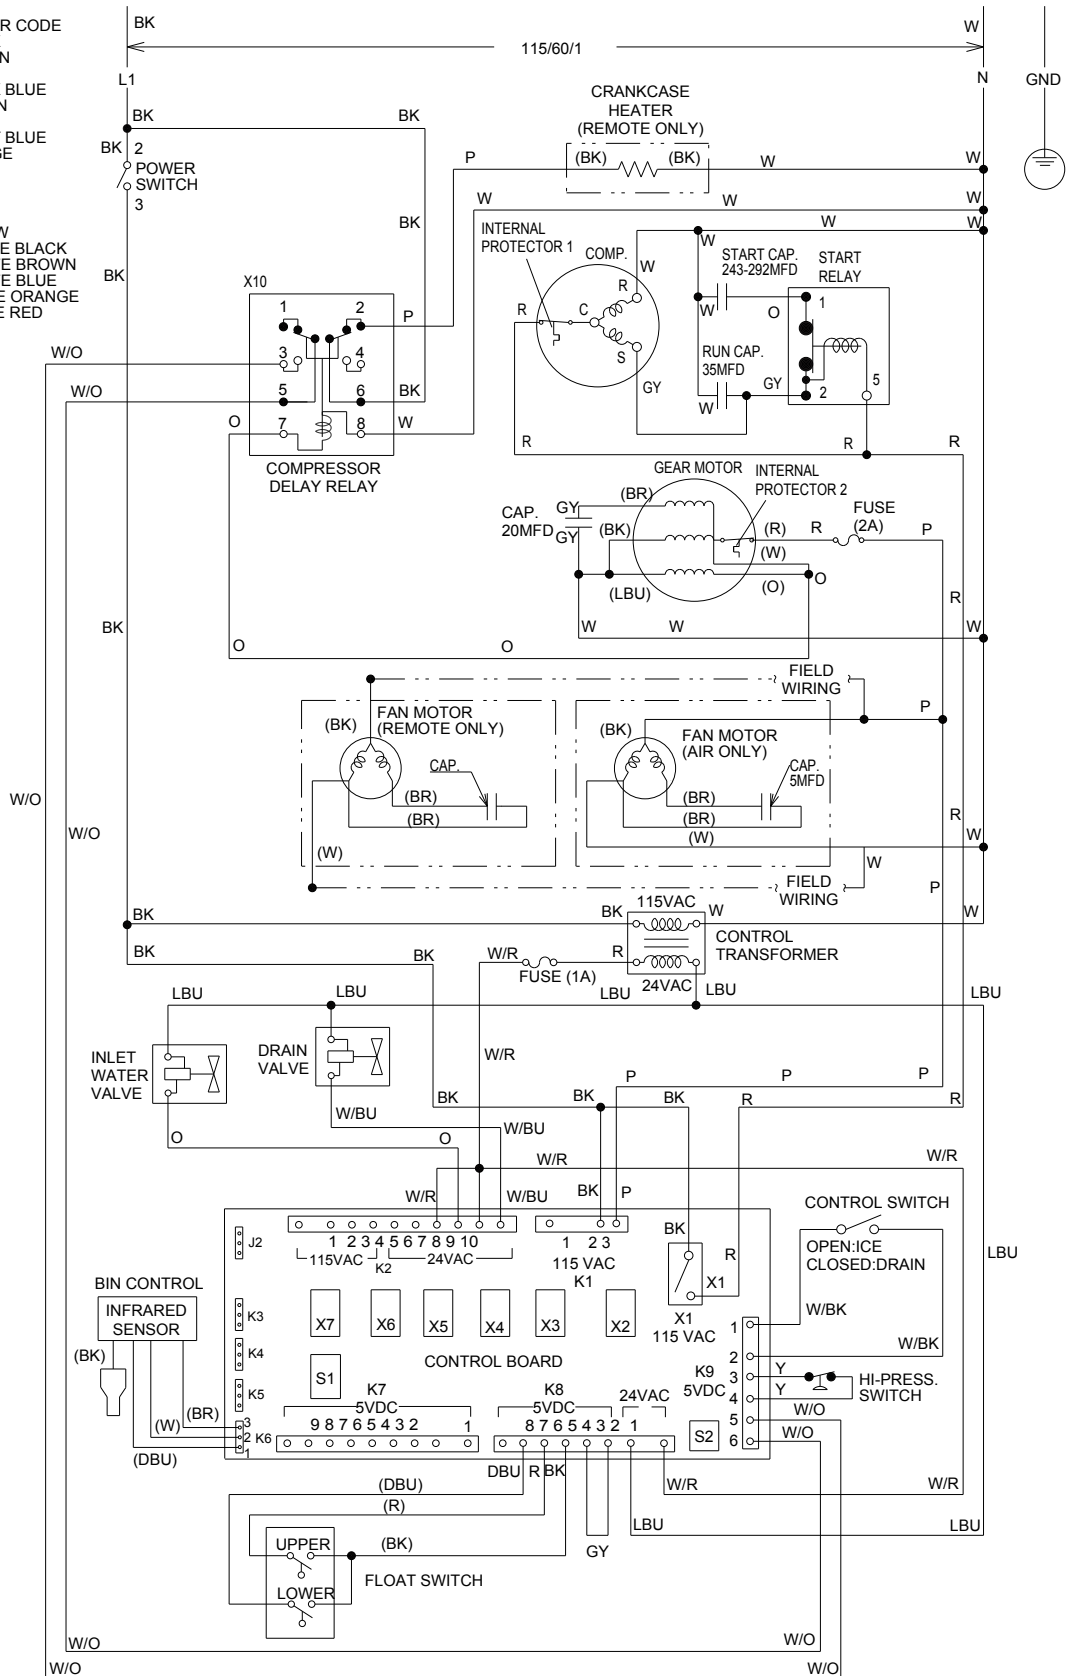 BK
W
R CODE
115/60/1
N
L1
N
GND
BLUE
N
BLUE
GE
BK
BK
BK
2
POWER
SWITCH
3
CRANKCASE
HEATER
(REMOTE ONLY)
P
(BK)
(BK)
W
W
W
W
W
W
W
W
E BLACK
E BROWN
E BLUE
E ORANGE
E RED
BK
BK
INTERNAL
PROTECTOR 1
COMP.
W
W
START CAP.
243-292MFD
START
RELAY
X10
1
2
P
3
4
5
6
BK
7
8
W
O
COMPRESSOR
DELAY RELAY
W/O
W/O
R
C
R
S
GY
W
O
1
RUN CAP.
35MFD
W
GY
2
5
R
R
R
GEAR MOTOR
INTERNAL
PROTECTOR 2
CAP.
20MFD
GY
GY
(BR)
(BK)
(R)
R
FUSE
(2A)
P
(W)
(O)
O
(LBU)
R
BK
W
W
W
O
O
FIELD
WIRING
(BK)
FAN MOTOR
(REMOTE ONLY)
CAP.
(BR)
(BR)
(W)
(BK)
FAN MOTOR
(AIR ONLY)
CAP.
5MFD
(BR)
(BR)
(W)
P
W/O
W/O
R
W
W
FIELD
WIRING
P
BK
BK
115VAC
W
W
CONTROL
TRANSFORMER
BK
BK
W/R
R
FUSE (1A)
24VAC
LBU
LBU
LBU
LBU
LBU
INLET
WATER
VALVE
DRAIN
VALVE
W/R
P
P
P
W/BU
BK
BK
BK
R
R
O
O
W/BU
W/R
W/R
W/R
W/BU
BK
P
CONTROL SWITCH
OPEN:ICE
CLOSED:DRAIN
LBU
J2
1 2 3 4 5 6 7 8 9 10
115VAC
K2
24VAC
1 2 3
115 VAC
K1
BK
R
X1
X1
115 VAC
W/BK
W/BK
BIN CONTROL
INFRARED
SENSOR
(BK)
K3
K4
K5
X7
X6
X5
X4
X3
X2
CONTROL BOARD
S1
K9
5VDC
1
2
3
4
5
6
Y
Y
HI-PRESS.
SWITCH
W/O
W/O
(BR)
(W)
(DBU)
3
2
1
K6
K7
5VDC
9 8 7 6 5 4 3 2 1
K8
5VDC
24VAC
8 7 6 5 4 3 2 1
S2
DBU
R
BK
W/R
W/R
(DBU)
(R)
LBU
LBU
UPPER
(BK)
GY
LOWER
FLOAT SWITCH
W/O
W/O
W/O
W/O